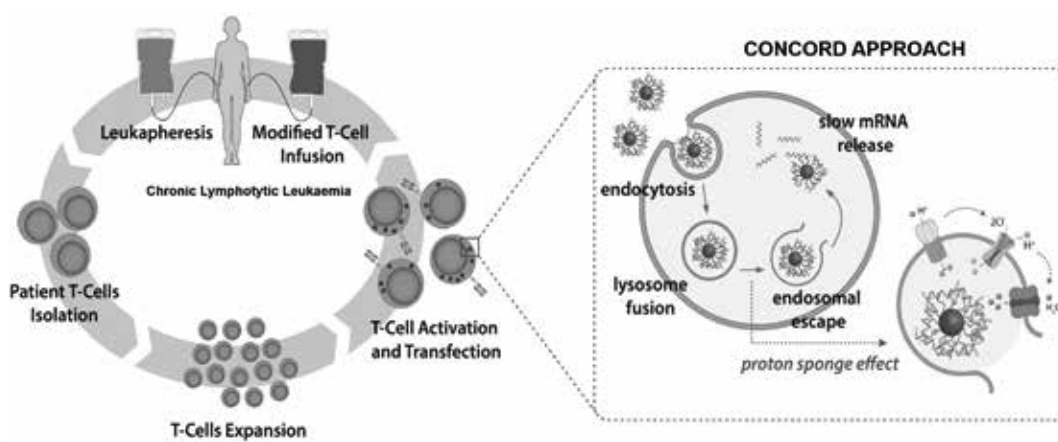 CONCORD APPROACH
Leukapheresis
Modified T-Cell
Infusion
Chronic Lymphotytic Leukaemia
Patient T-Cells
Isolation
T-Cells Expansion
T-Cell Activation
and Transfection
slow mRNA
release
endocytosis
lysosome
fusion
endosomal
escape
proton sponge effect
H⁺
2Cl⁻
H⁺